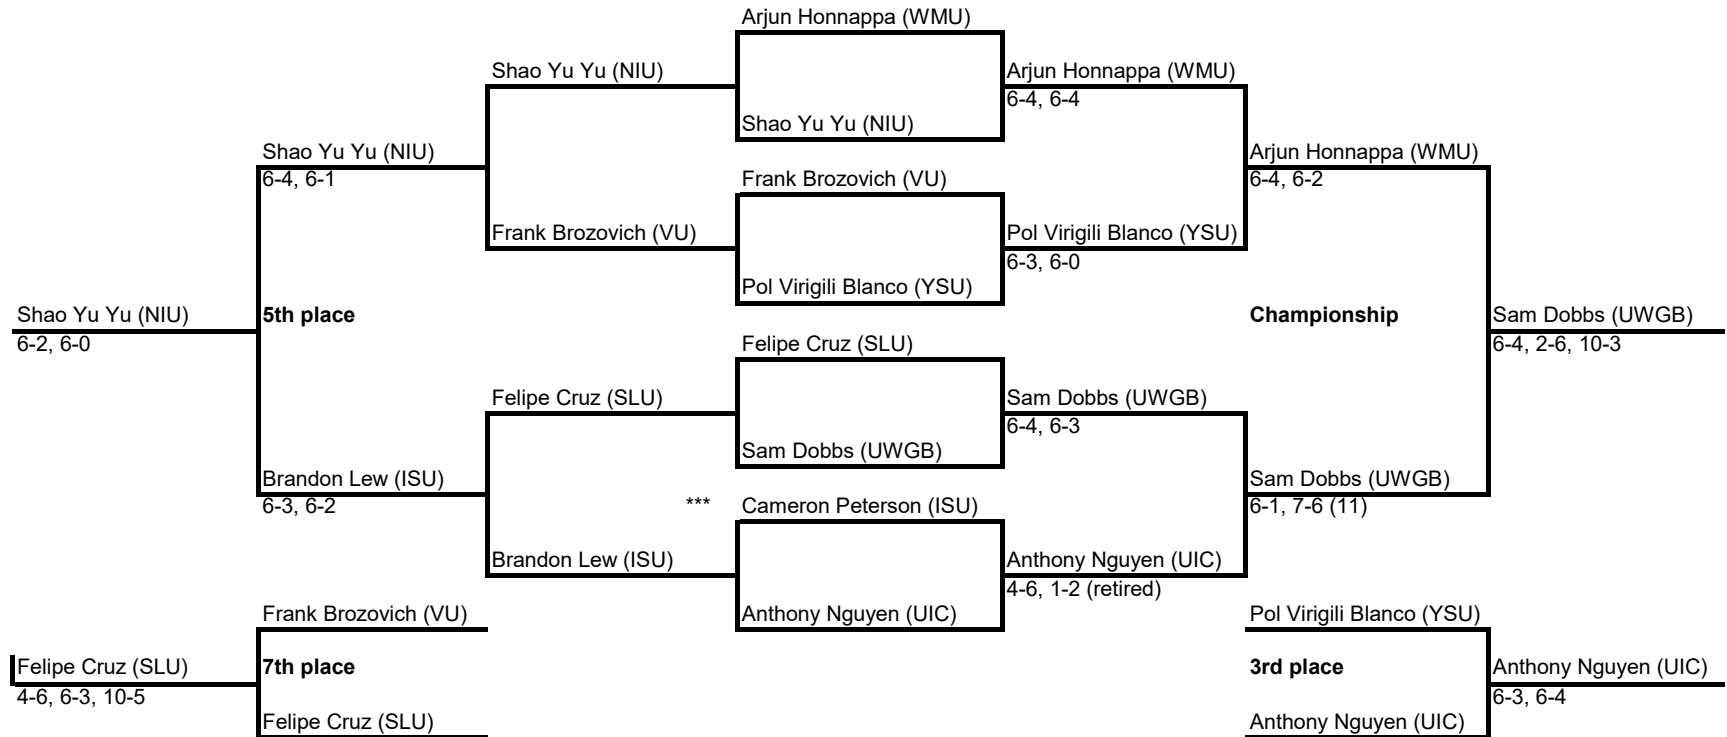 Arjun Honnappa (WMU)
Shao Yu Yu (NIU)
Arjun Honnappa (WMU)
6-4, 6-4
Shao Yu Yu (NIU)
Shao Yu Yu (NIU)
6-4, 6-1
Arjun Honnappa (WMU)
6-4, 6-2
Frank Brozovich (VU)
Frank Brozovich (VU)
Pol Virigili Blanco (YSU)
6-3, 6-0
Pol Virigili Blanco (YSU)
Shao Yu Yu (NIU)
6-2, 6-0
5th place
Championship
Sam Dobbs (UWGB)
6-4, 2-6, 10-3
Felipe Cruz (SLU)
Felipe Cruz (SLU)
Sam Dobbs (UWGB)
6-4, 6-3
Sam Dobbs (UWGB)
Brandon Lew (ISU)
6-3, 6-2
Sam Dobbs (UWGB)
6-1, 7-6 (11)
*** Cameron Peterson (ISU)
Brandon Lew (ISU)
Anthony Nguyen (UIC)
4-6, 1-2 (retired)
Anthony Nguyen (UIC)
Frank Brozovich (VU)
Pol Virigili Blanco (YSU)
Felipe Cruz (SLU)
4-6, 6-3, 10-5
7th place
3rd place
Anthony Nguyen (UIC)
6-3, 6-4
Felipe Cruz (SLU)
Anthony Nguyen (UIC)